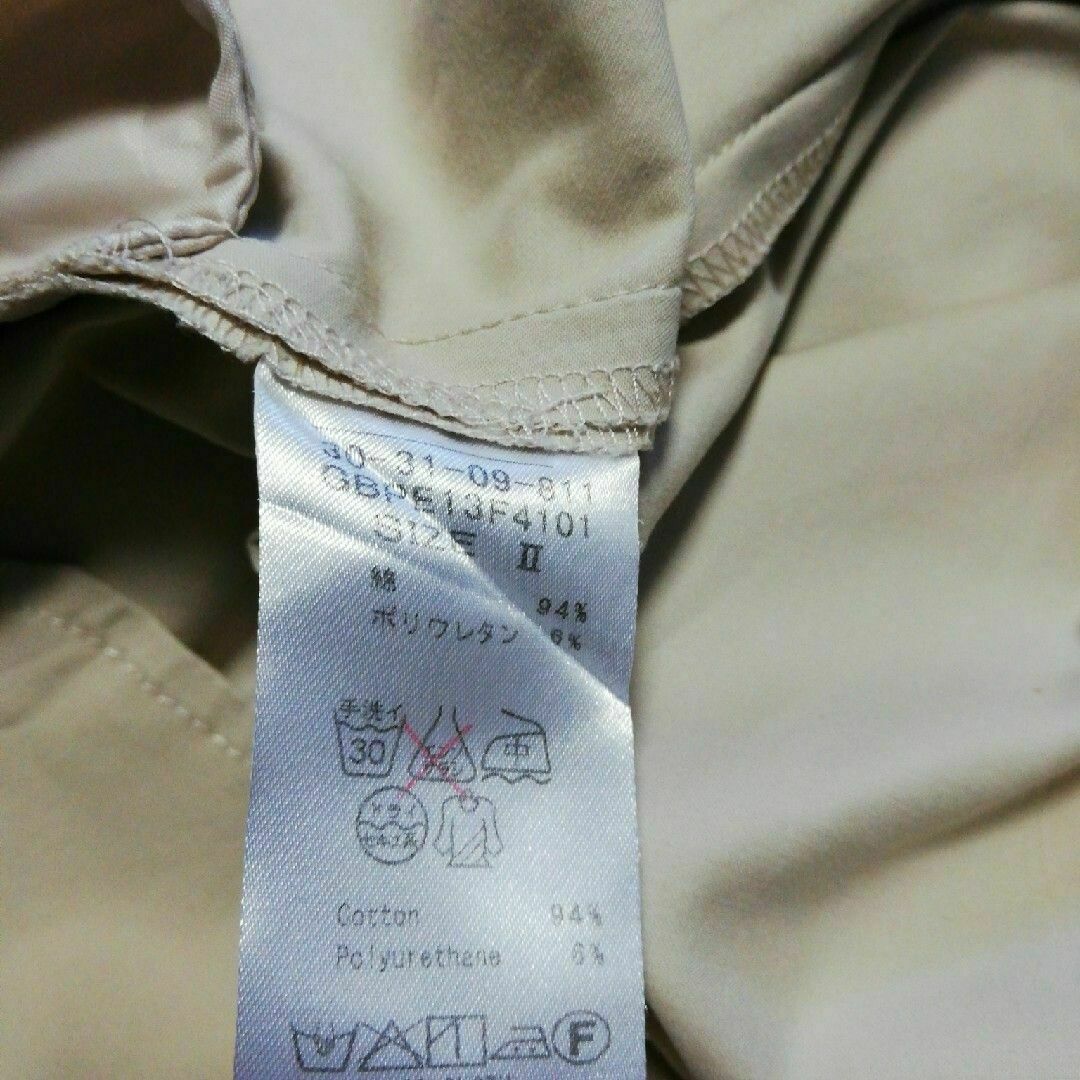 30-31-09-811
GBPE13F4101
SIZE II
綿 94%
ポリウレタン 6%
手洗イ
30
中
Cotton 94%
Polyurethane 6%
F